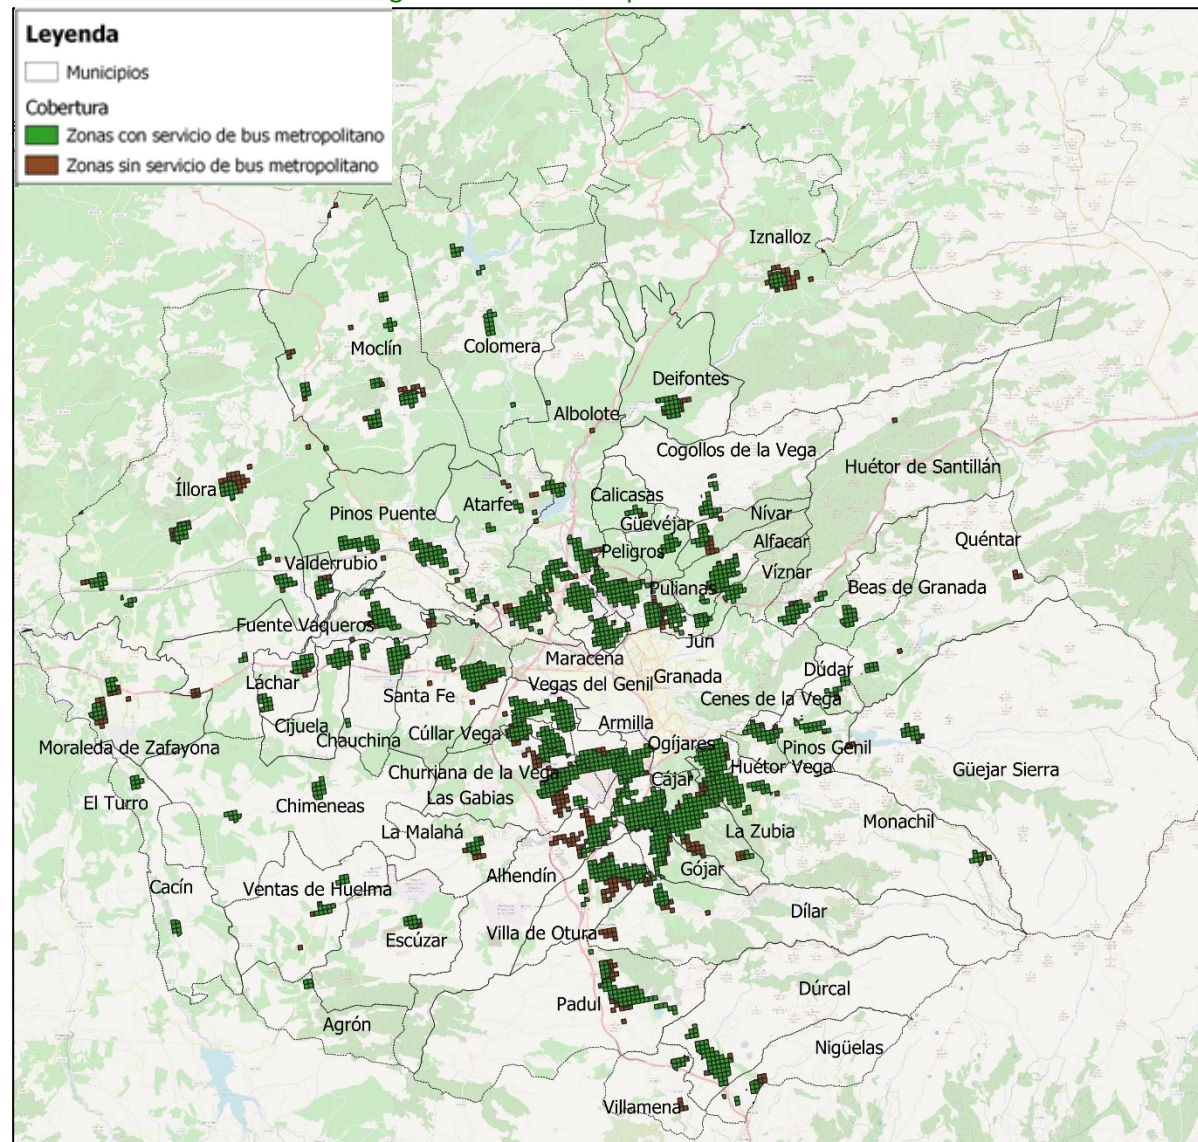 Leyenda
Municipios
Cobertura
Zonas con servicio de bus metropolitano
Zonas sin servicio de bus metropolitano
Iznalloz
Moclín
Colomera
Deifontes
Albolote
Cogollos de la Vega
Huétor de Santillán
Íllora
Calicasas
Atarfe
Pinos Puente
Güevéjar
Nívar
Quéntar
Alfacar
Peligros
Valderrubio
Víznar
Pulianas
Beas de Granada
Fuente Vaqueros
Jun
Maracena
Dúdar
Granada
Láchar
Vegas del Genil
Santa Fe
Cenes de la Vega
Armilla
Cijuela
Cúllar Vega
Chauchina
Ogíjares
Pinos Genil
Moraleda de Zafayona
Huétor Vega
Güejar Sierra
Churriana de la Vega
Cájar
Las Gabias
El Turro
Chimeneas
Monachil
La Malahá
La Zubia
Gójar
Alhendín
Cacín
Ventas de Huelma
Dílar
Escúzar
Villa de Otura
Dúrcal
Padul
Agrón
Nigüelas
Villamena